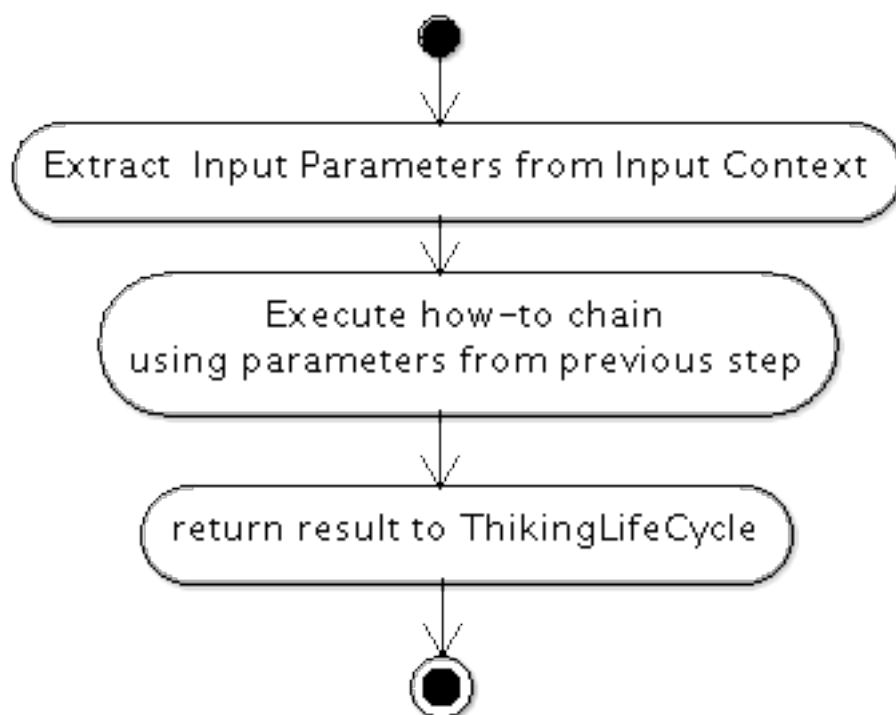 Extract Input Parameters from Input Context
Execute how-to chain
using parameters from previous step
return result to ThikingLifeCycle